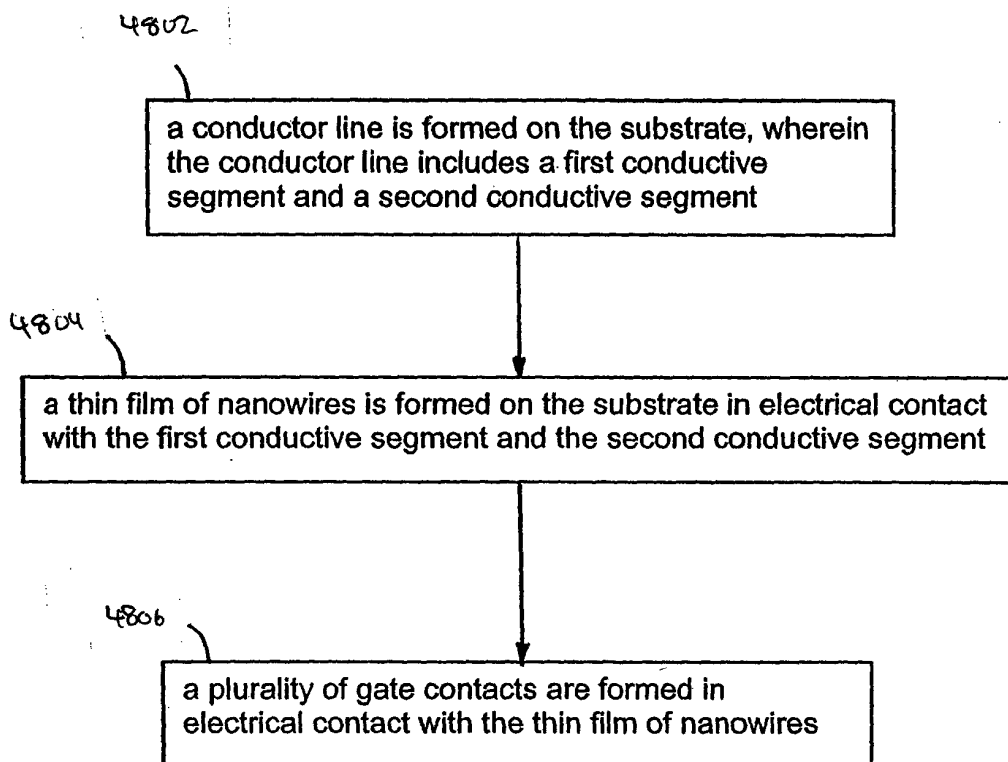 4802
a conductor line is formed on the substrate, wherein
the conductor line includes a first conductive
segment and a second conductive segment
4804
a thin film of nanowires is formed on the substrate in electrical contact
with the first conductive segment and the second conductive segment
4806
a plurality of gate contacts are formed in
electrical contact with the thin film of nanowires